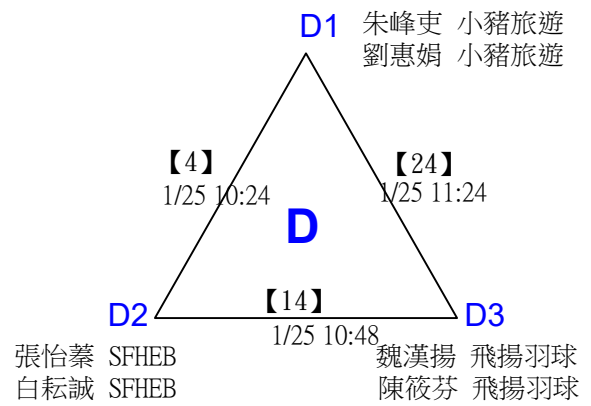 D1
朱峰吏 小豬旅遊
劉惠娟 小豬旅遊
【4】
1/25 10:24
【24】
1/25 11:24
D
D2
【14】
1/25 10:48
D3
張怡蓁 SFHEB
白耘誠 SFHEB
魏漢揚 飛揚羽球
陳筱芬 飛揚羽球